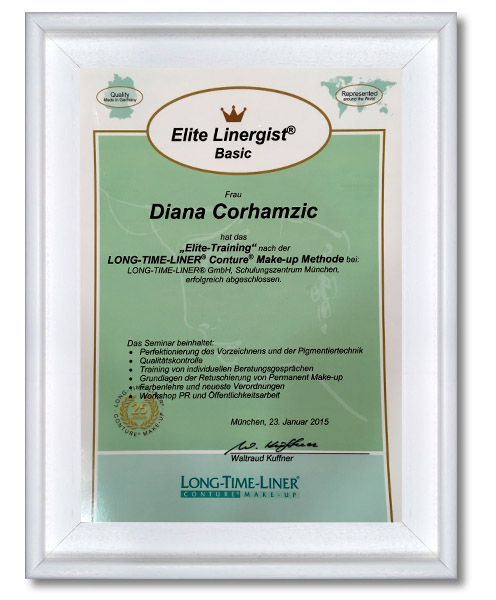 Quality
Made in Germany
Represented
around the World
Elite Linergist®
Basic
Frau
Diana Corhamzic
hat das
„Elite-Training“ nach der
LONG-TIME-LINER® Conture® Make-up Methode bei:
LONG-TIME-LINER® GmbH, Schulungszentrum München,
erfolgreich abgeschlossen.
Das Seminar beinhaltet:
• Perfektionierung des Vorzeichnens und der Pigmentiertechnik
• Qualitätskontrolle
• Training von individuellen Beratungsgesprächen
• Grundlagen der Retuschierung von Permanent Make-up
• Farbenlehre und neueste Verordnungen
• Workshop PR und Öffentlichkeitsarbeit
25
CONTURE® MAKE-UP
München, 23. Januar 2015
Waltraud Kuffner
LONG-TIME-LINER®
CONTURE® MAKE-UP